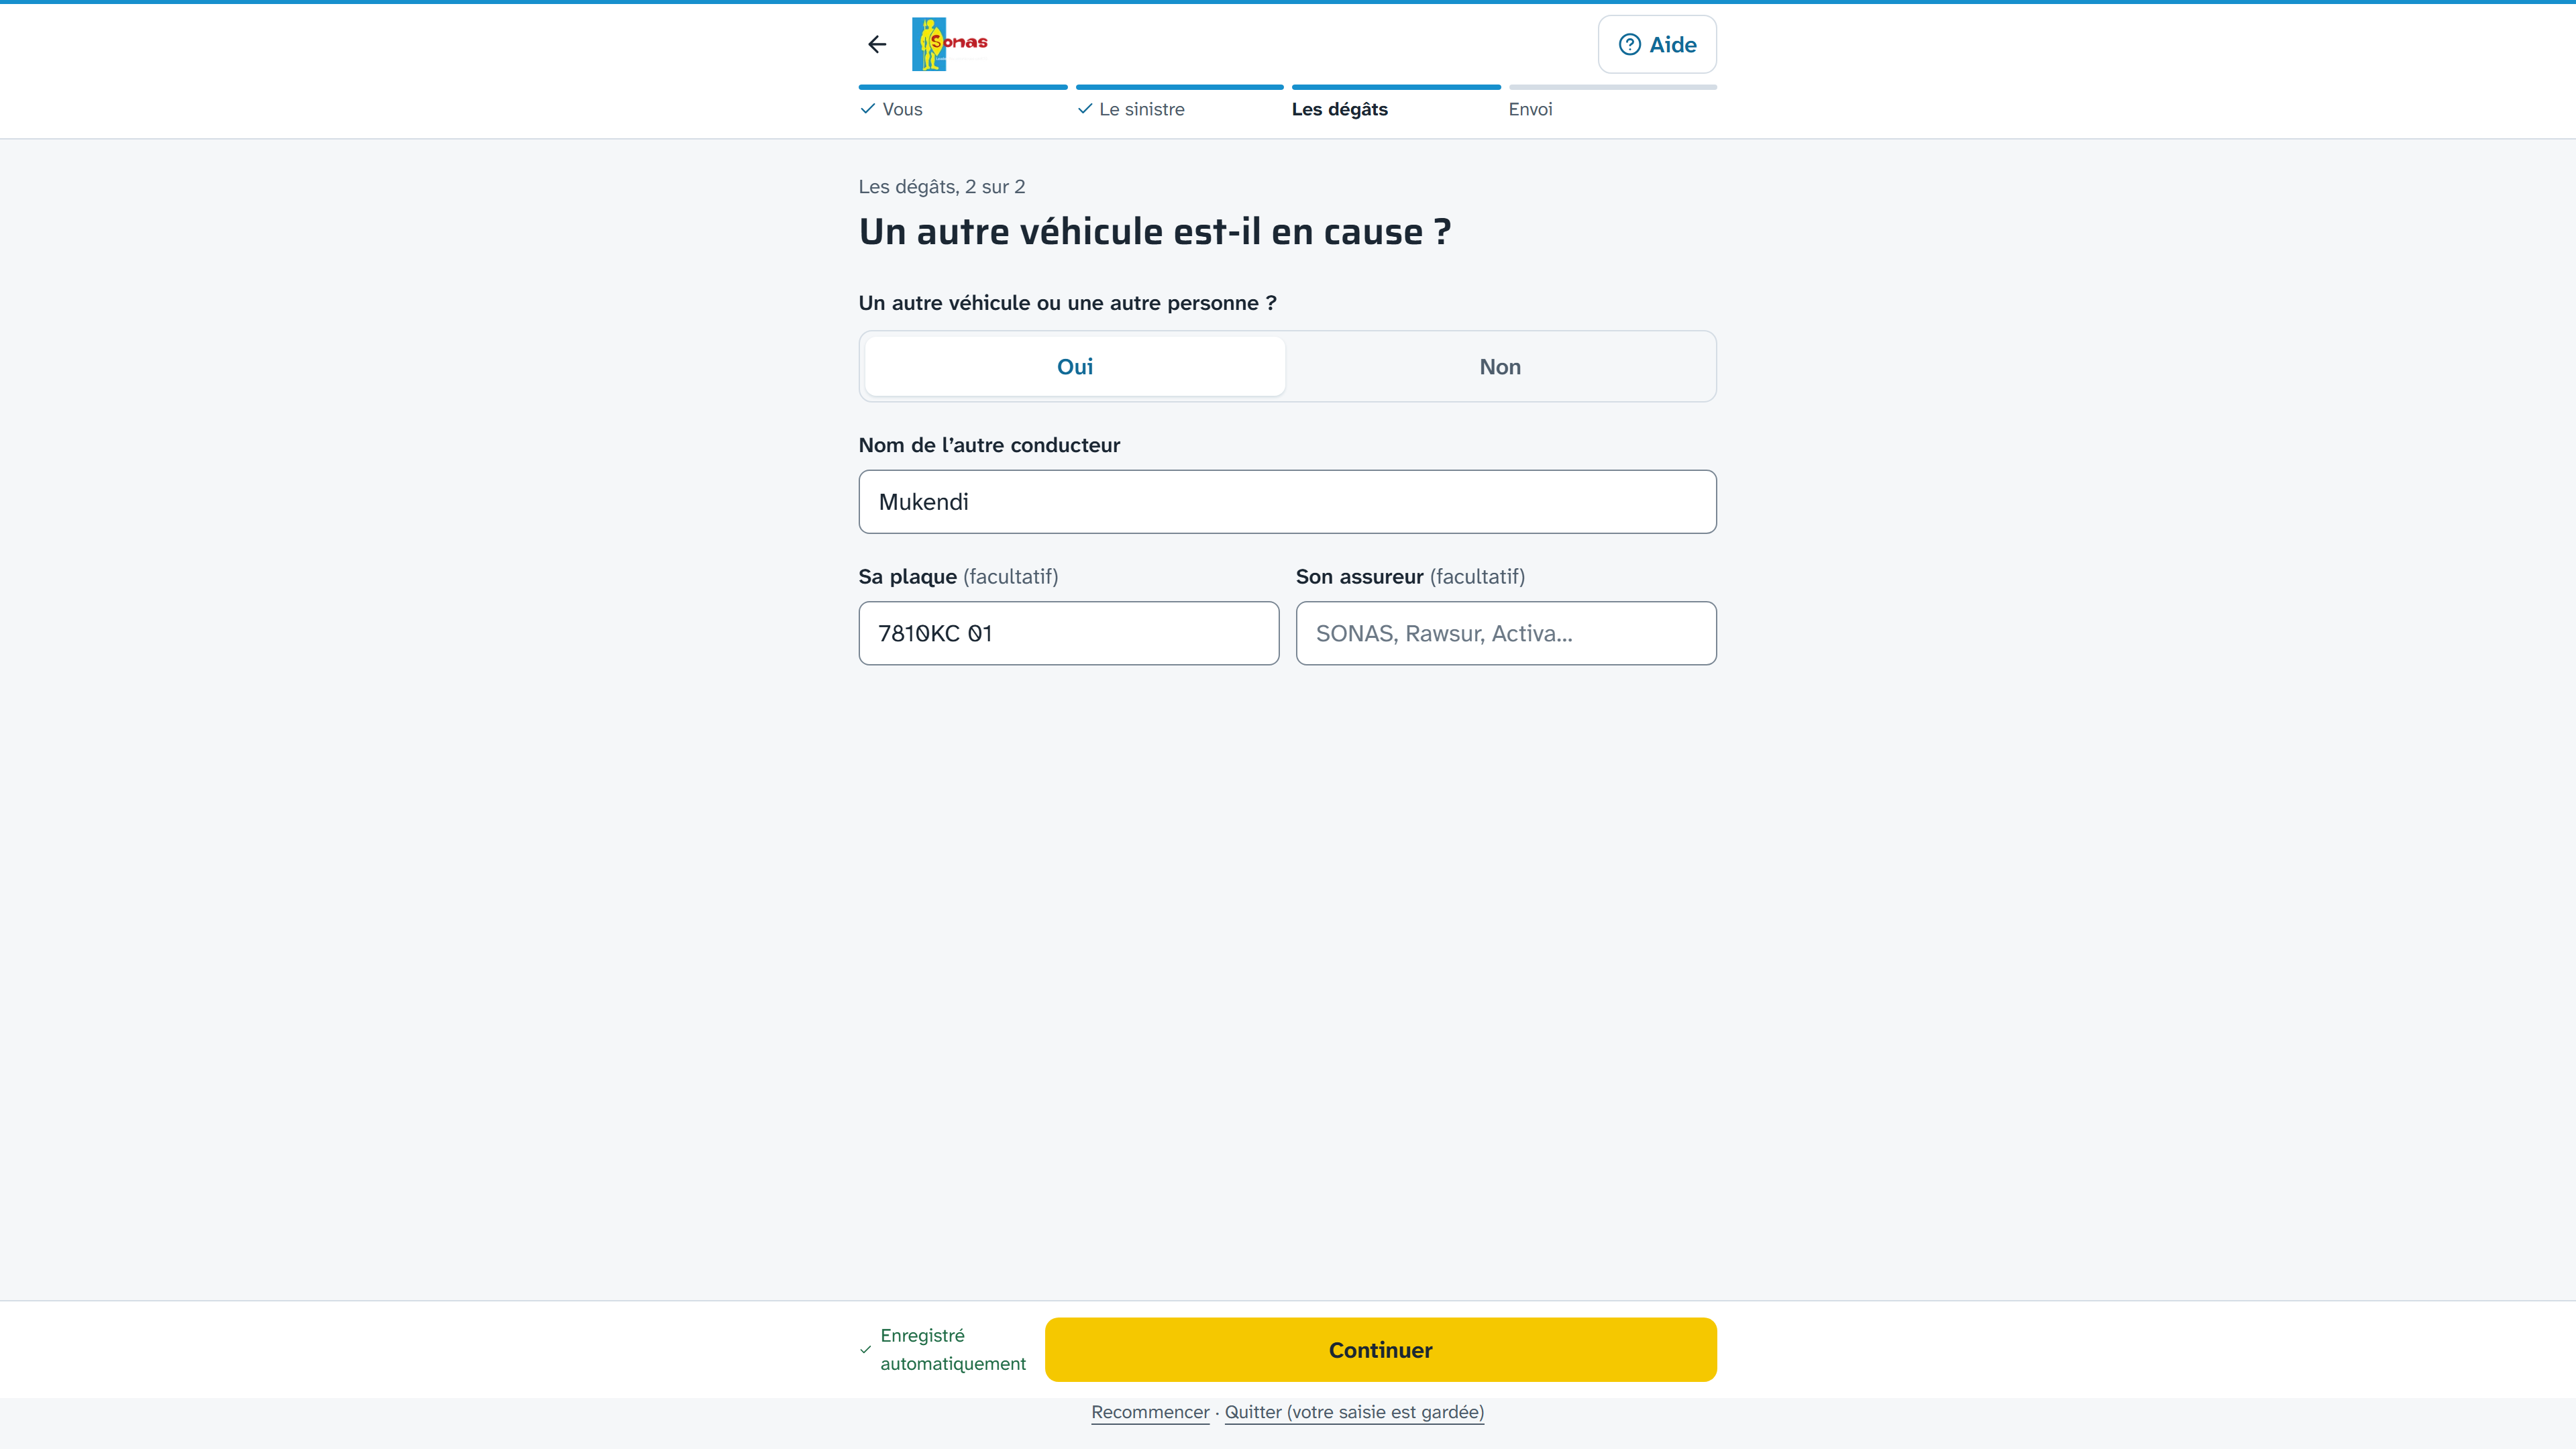 Sonas
Aide
Vous
Le sinistre
Les dégâts
Envoi
Les dégâts, 2 sur 2
Un autre véhicule est-il en cause ?
Un autre véhicule ou une autre personne ?
Oui
Non
Nom de l’autre conducteur
Mukendi
Sa plaque (facultatif)
Son assureur (facultatif)
7810KC 01
SONAS, Rawsur, Activa…
Enregistré
automatiquement
Continuer
Recommencer · Quitter (votre saisie est gardée)